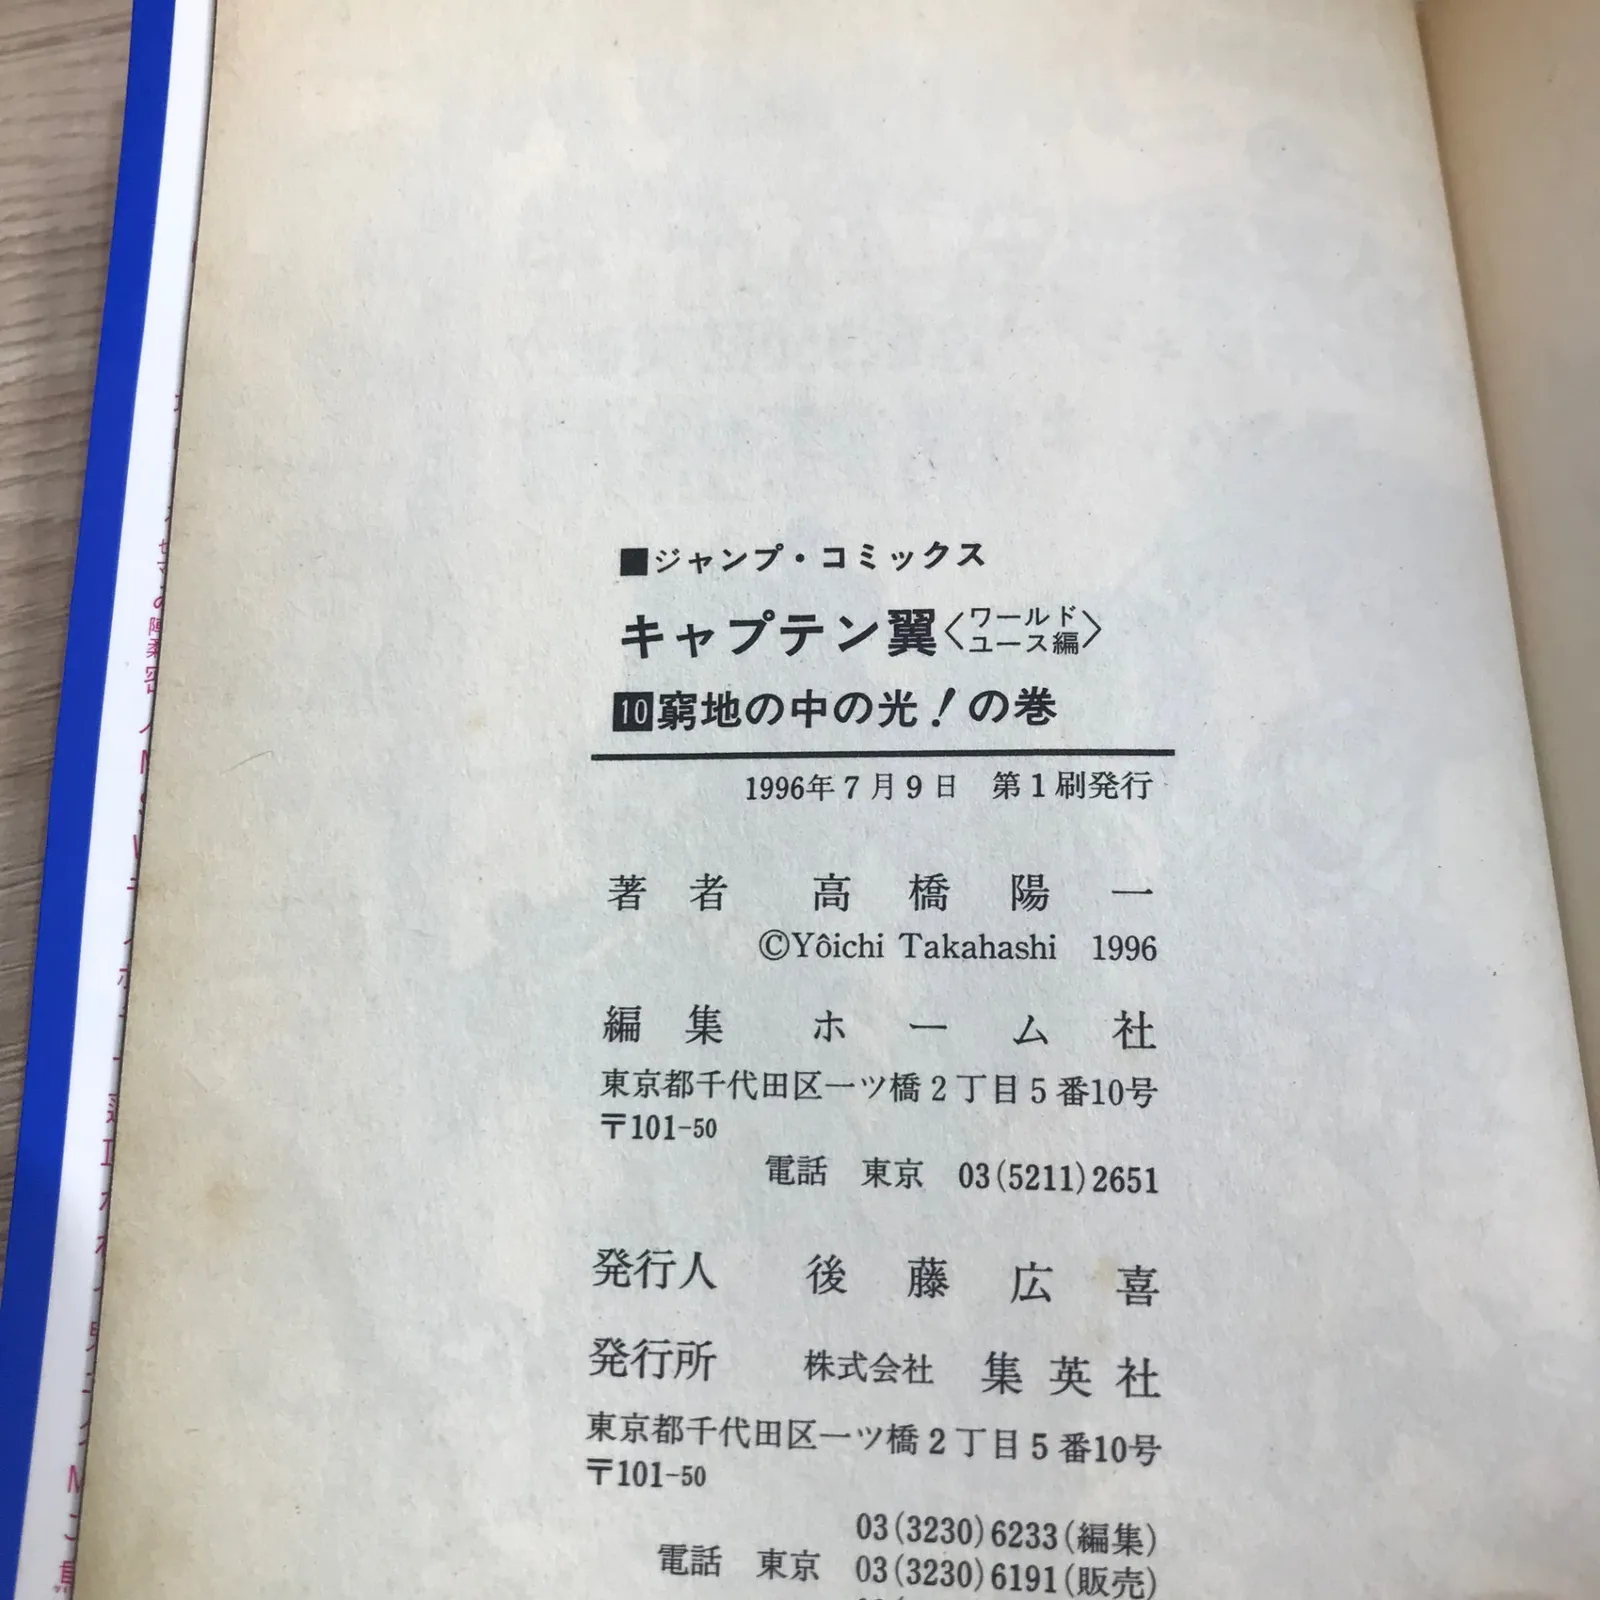 ■ジャンプ・コミックス
キャプテン翼〈ワールドユース編〉
10窮地の中の光!の巻
1996年7月9日 第1刷発行
著者 高橋陽一
©Yôichi Takahashi 1996
編集 ホーム社
東京都千代田区一ツ橋2丁目5番10号
〒101-50
電話 東京 03(5211)2651
発行人 後藤広喜
発行所 株式会社 集英社
東京都千代田区一ツ橋2丁目5番10号
〒101-50
03(3230)6233(編集)
電話 東京 03(3230)6191(販売)